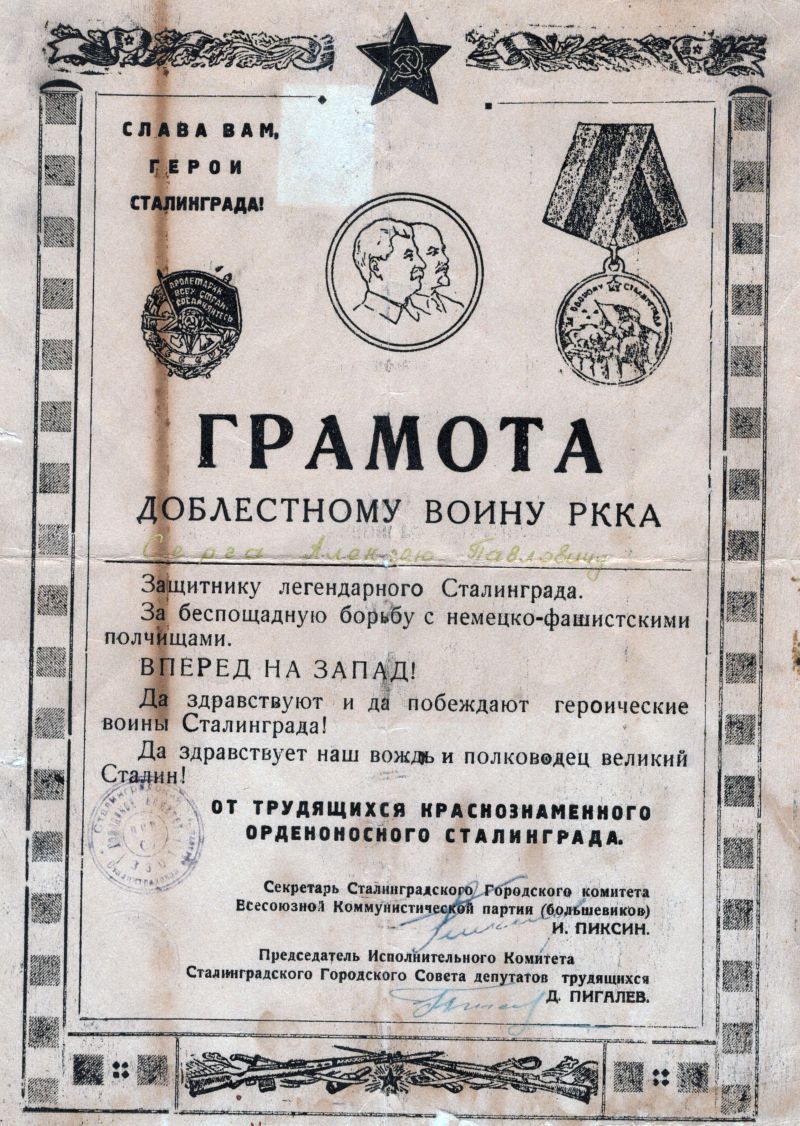 СЛАВА ВАМ,
ГЕРОИ
СТАЛИНГРАДА!
ПРОЛЕТАРИИ
ВСЕХ СТРАН
СОЕДИНЯЙТЕСЬ
ЗА ОБОРОНУ СТАЛИНГРАДА
ГРАМОТА
ДОБЛЕСТНОМУ ВОИНУ РККА
Серга Алексею Павловичу
Защитнику легендарного Сталинграда.
За беспощадную борьбу с немецко-фашистскими
полчищами.
ВПЕРЕД НА ЗАПАД!
Да здравствуют и да побеждают героические
воины Сталинграда!
Да здравствует наш вождь и полководец великий
Сталин!
ОТ ТРУДЯЩИХСЯ КРАСНОЗНАМЕННОГО
ОРДЕНОНОСНОГО СТАЛИНГРАДА.
Секретарь Сталинградского Городского комитета
Всесоюзной Коммунистической партии (большевиков)
И. ПИКСИН.
Председатель Исполнительного Комитета
Сталинградского Городского Совета депутатов трудящихся
Д. ПИГАЛЕВ.